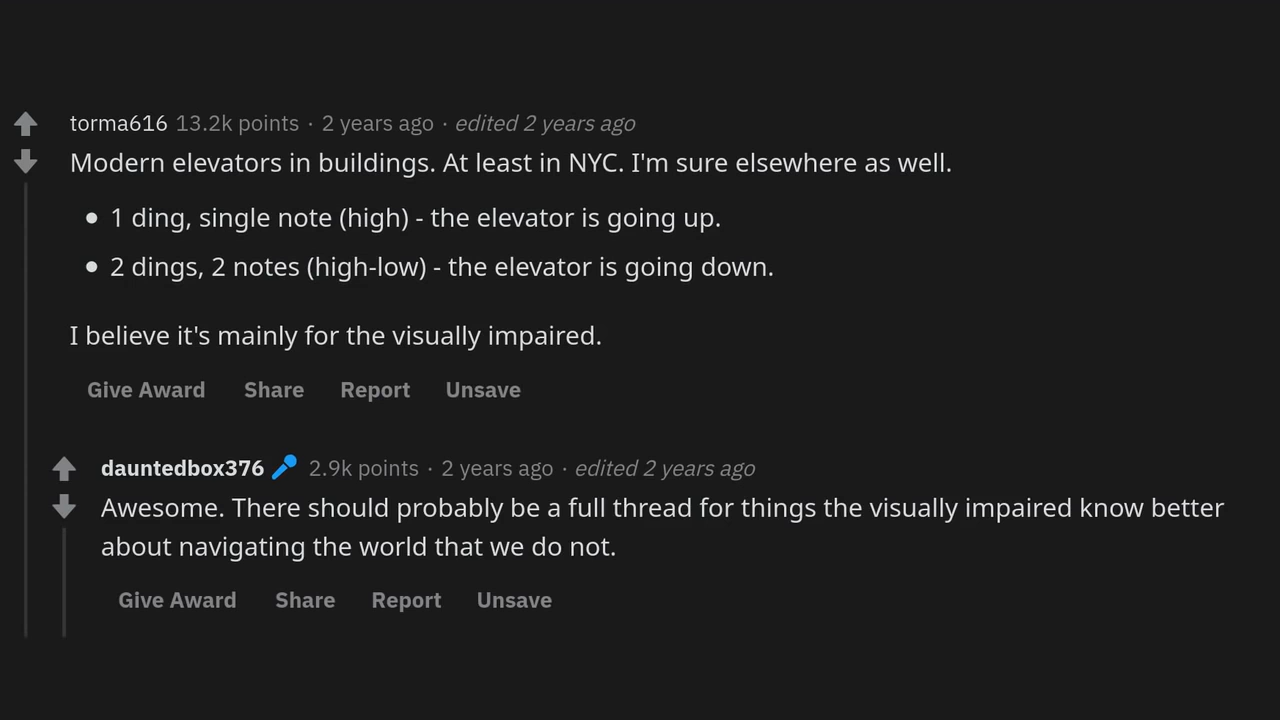 torma616 13.2k points · 2 years ago · edited 2 years ago
Modern elevators in buildings. At least in NYC. I'm sure elsewhere as well.
• 1 ding, single note (high) - the elevator is going up.
• 2 dings, 2 notes (high-low) - the elevator is going down.
I believe it's mainly for the visually impaired.
Give Award Share Report Unsave
dauntedbox376 2.9k points · 2 years ago · edited 2 years ago
Awesome. There should probably be a full thread for things the visually impaired know better
about navigating the world that we do not.
Give Award Share Report Unsave